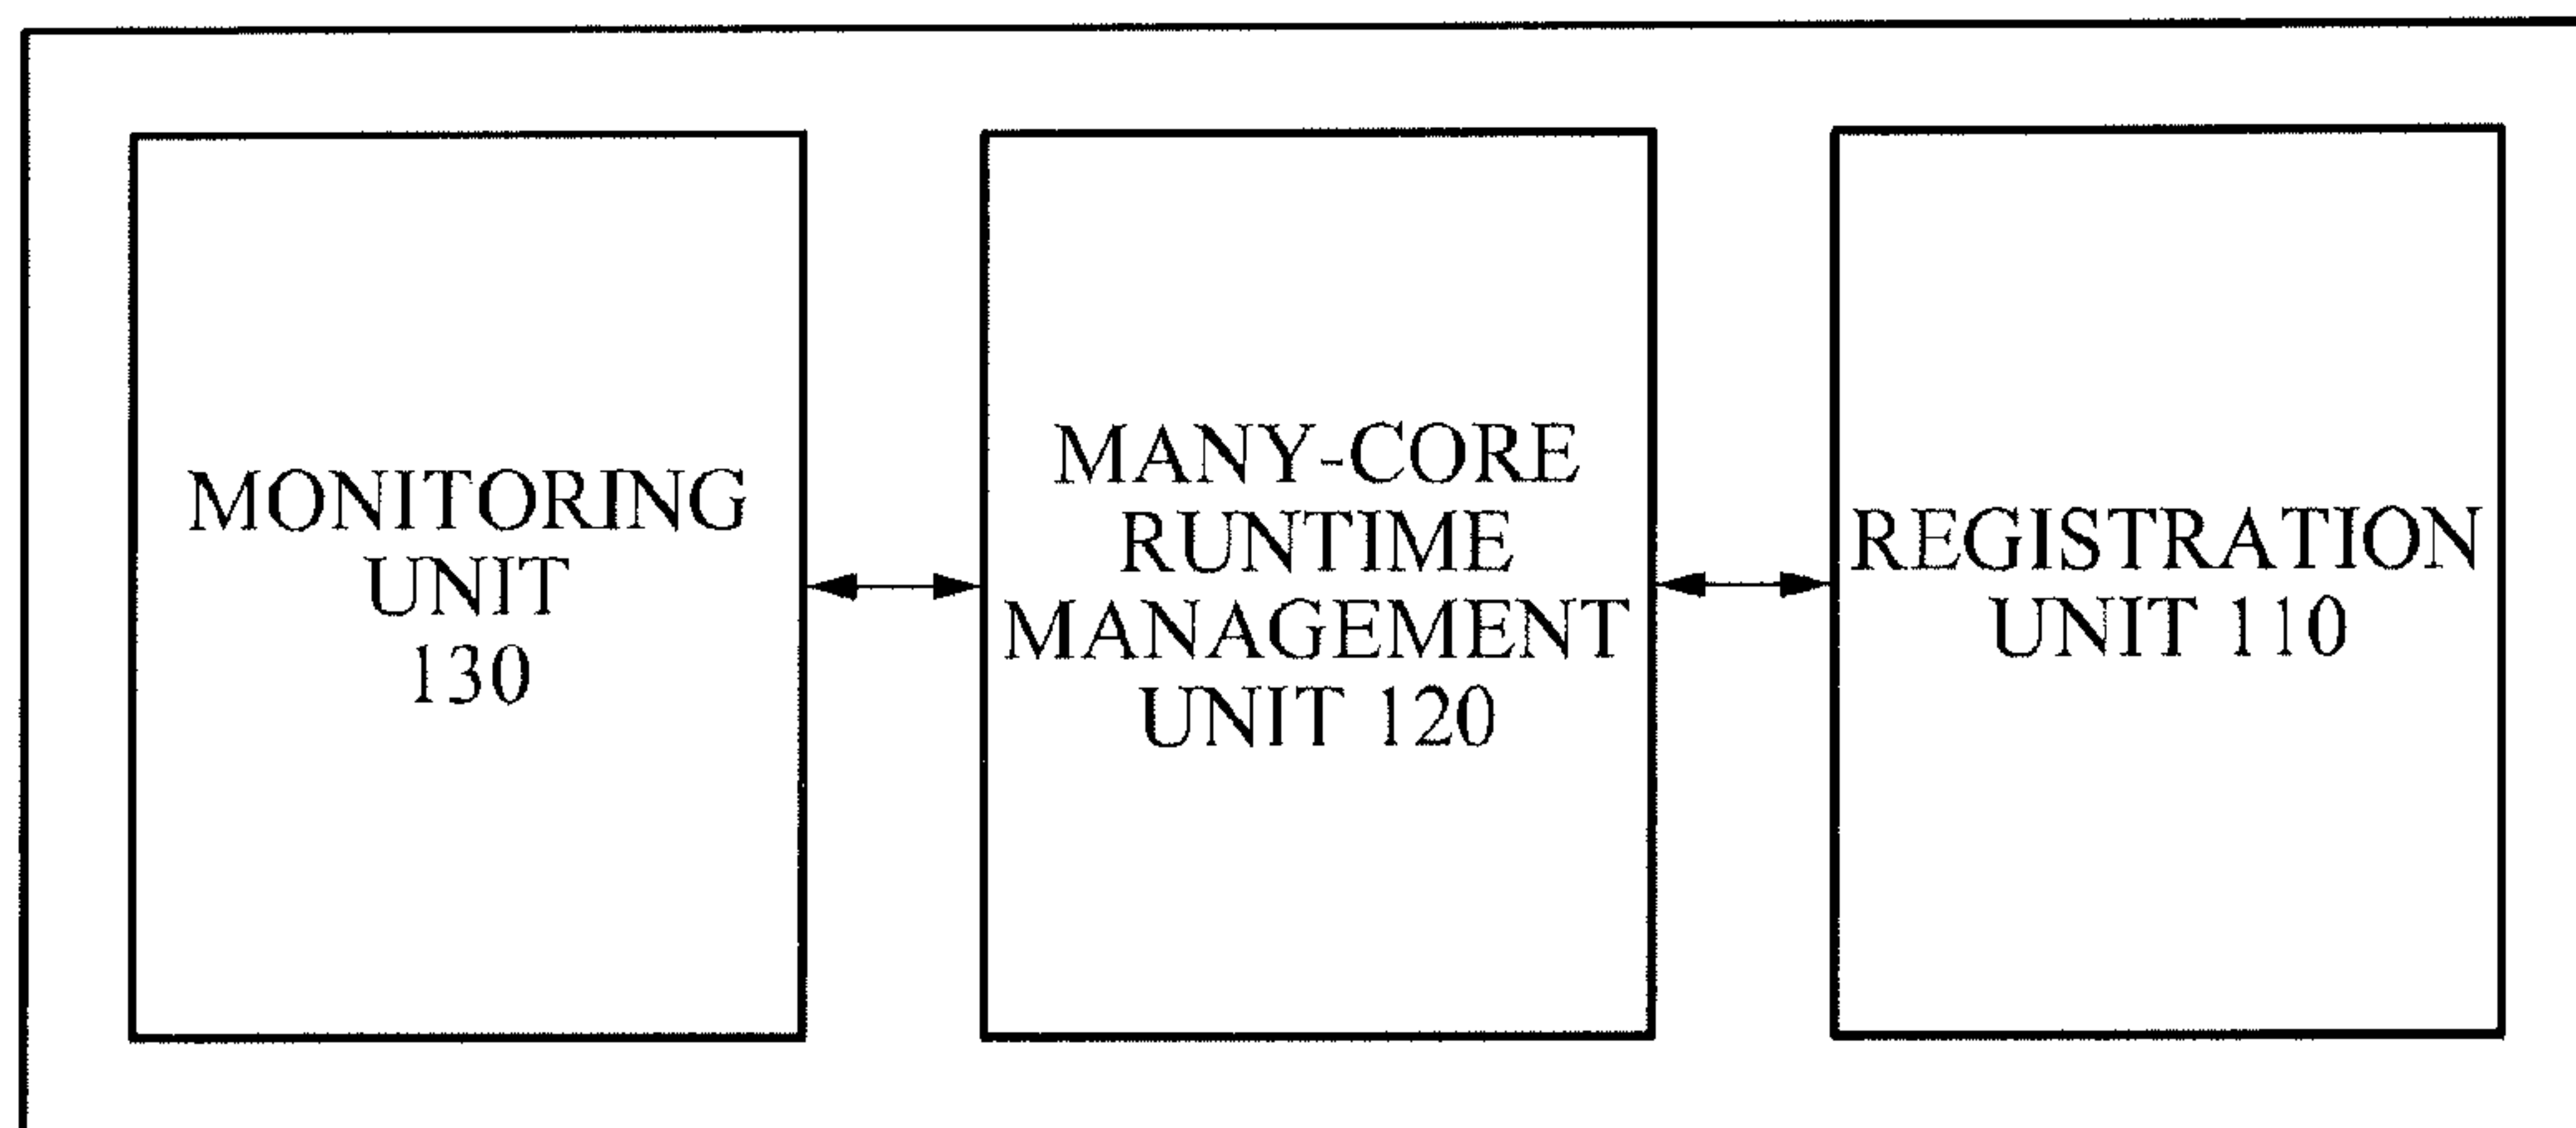 MONITORING
UNIT
130
MANY-CORE
RUNTIME
MANAGEMENT
UNIT 120
REGISTRATION
UNIT 110